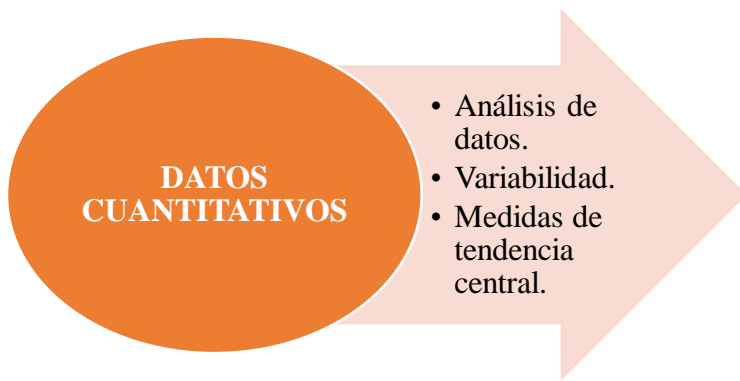 DATOS
CUANTITATIVOS
• Análisis de
datos.
• Variabilidad.
• Medidas de
tendencia
central.